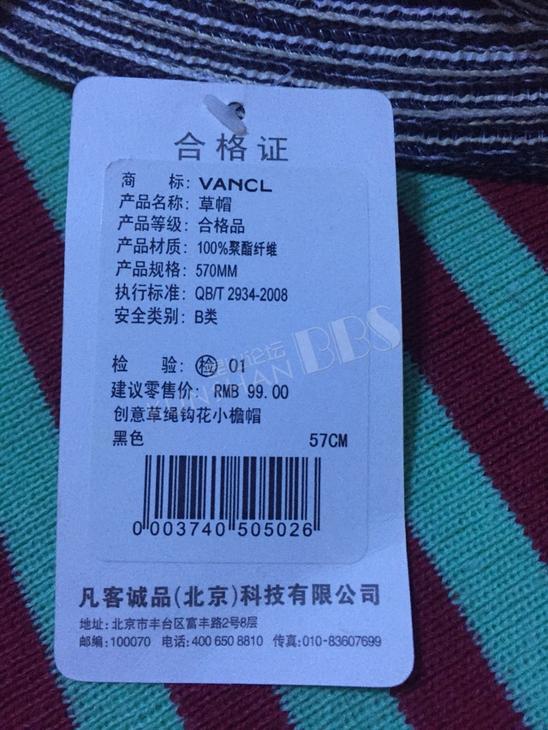 合格证
商 标: VANCL
产品名称: 草帽
产品等级: 合格品
产品材质: 100%聚酯纤维
产品规格: 570MM
执行标准: QB/T 2934-2008
安全类别: B类
检 验: 检 01
建议零售价: RMB 99.00
创意草绳钩花小檐帽
黑色 57CM
0 003740 505026
凡客诚品(北京)科技有限公司
地址: 北京市丰台区富丰路2号8层
邮编: 100070 电话: 400 650 8810 传真: 010-83607699
BBS